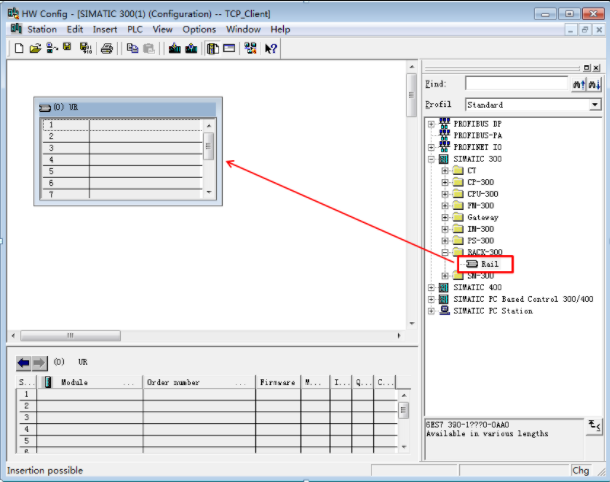 HW Config - [SIMATIC 300(1) (Configuration) -- TCP_Client]
Station Edit Insert PLC View Options Window Help
(0) UR
1
2
3
4
5
6
7
Find:
Profil Standard
PROFIBUS DP
PROFIBUS-PA
PROFINET IO
SIMATIC 300
C7
CP-300
CPU-300
FM-300
Gateway
IM-300
PS-300
RACK-300
Rail
SM-300
SIMATIC 400
SIMATIC PC Based Control 300/400
SIMATIC PC Station
(0) UR
S... Module ... Order number ... Firmware M... I... Q... C...
1
2
3
4
5
6
6ES7 390-1???0-0AA0
Available in various lengths
Insertion possible
Chg